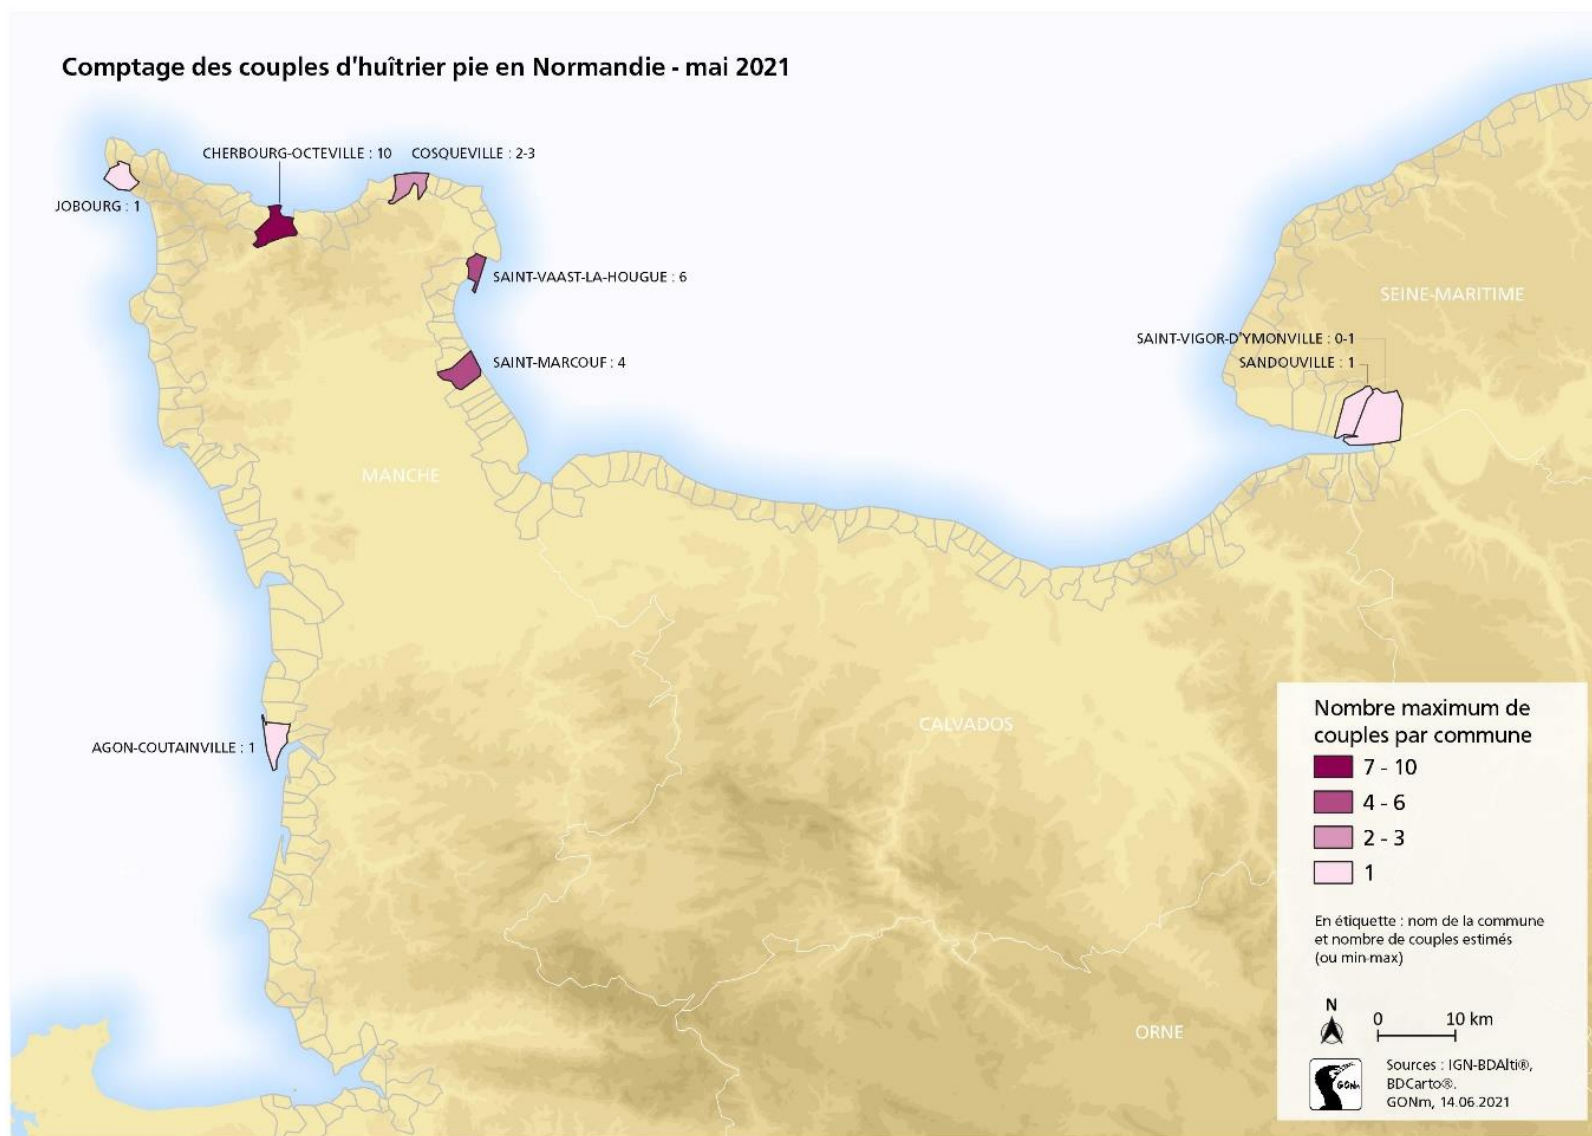 Comptage des couples d'huîtrier pie en Normandie - mai 2021
CHERBOURG-OCTEVILLE : 10
COSQUEVILLE : 2-3
JOBOURG : 1
SAINT-VAAST-LA-HOUGUE : 6
SEINE-MARITIME
SAINT-VIGOR-D'YMONVILLE : 0-1
SANDOUVILLE : 1
SAINT-MARCOUF : 4
MANCHE
CALVADOS
AGON-COUTAINVILLE : 1
ORNE
Nombre maximum de
couples par commune
7 - 10
4 - 6
2 - 3
1
En étiquette : nom de la commune
et nombre de couples estimés
(ou min-max)
N
0 10 km
GONm
Sources : IGN-BDAlti®,
BDCarto®.
GONm, 14.06.2021